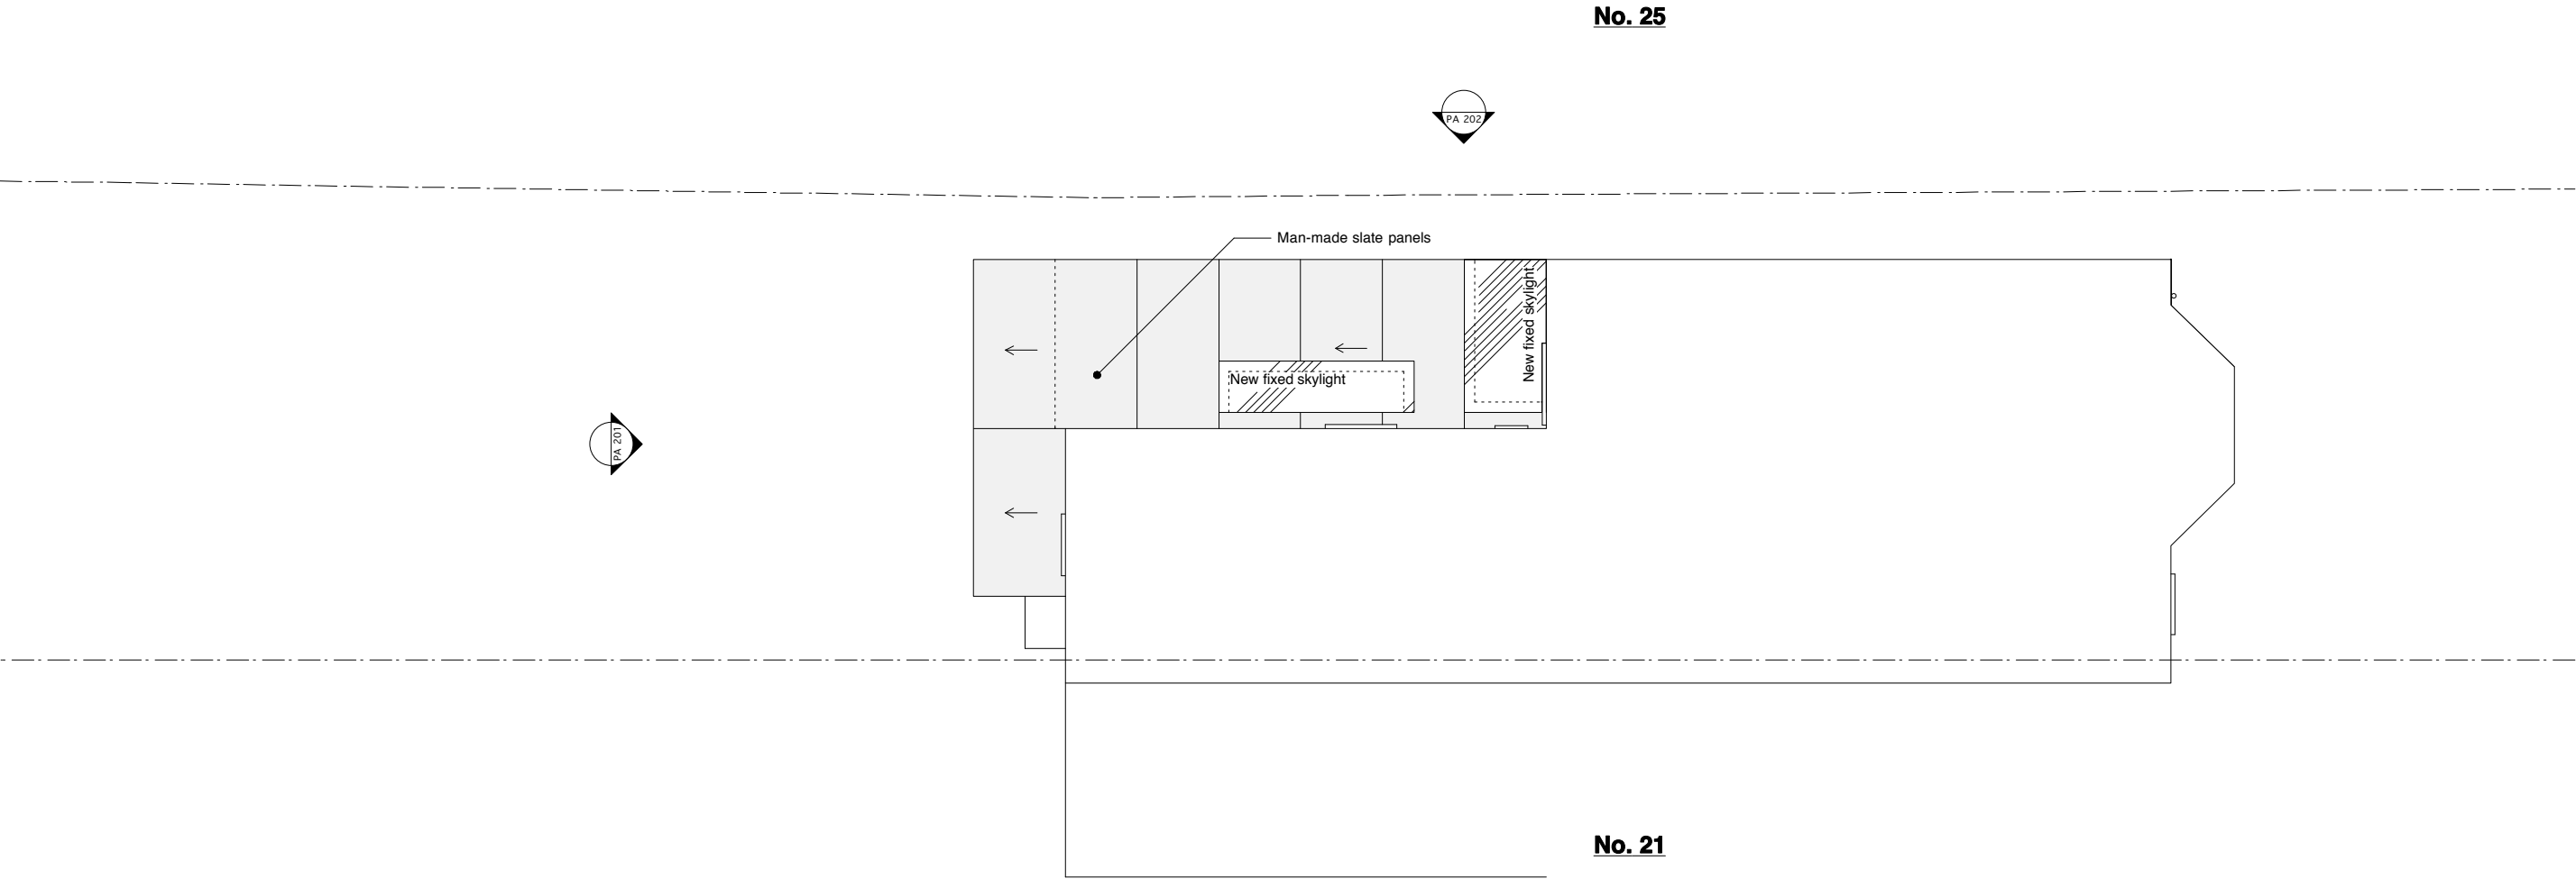 No. 25
PA 202
Man-made slate panels
New fixed skylight
New fixed skylight
PA 201
No. 21